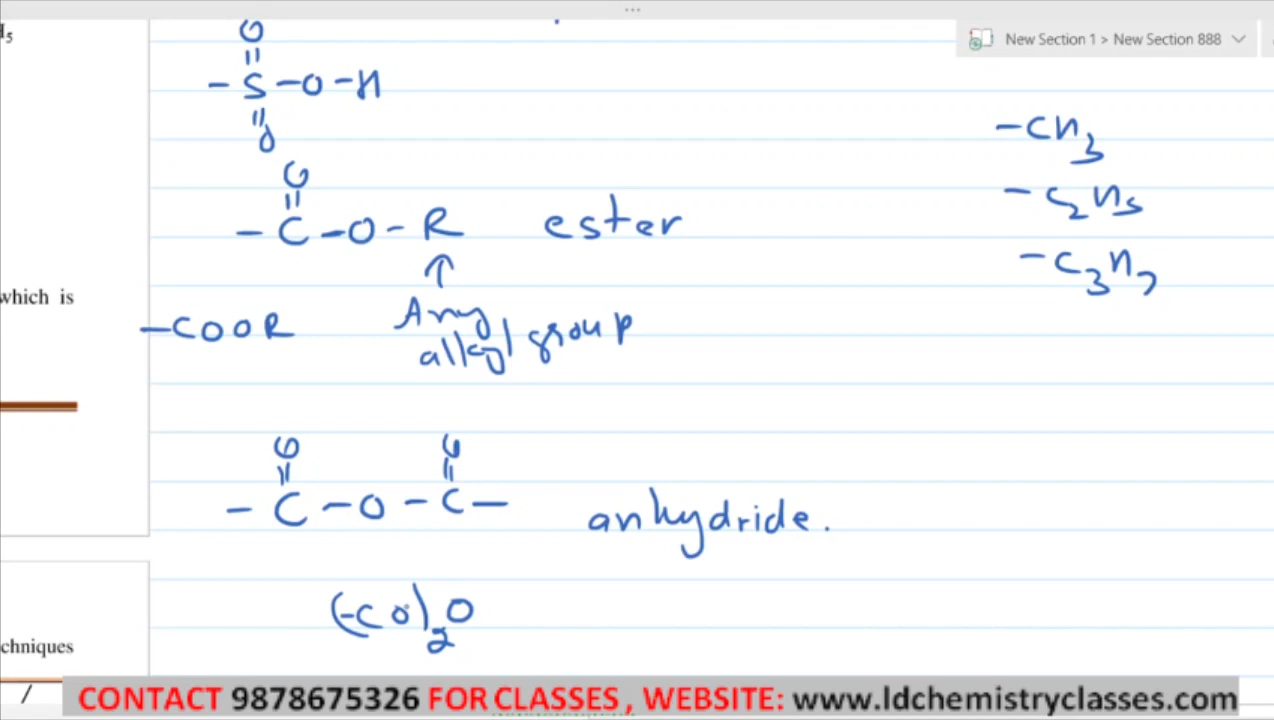 H₅
...
New Section 1 > New Section 888
O
||
- S - O - H
||
O
O
||
- C - O - R ester
↑
Any
alkyl group
-COOR
-CH₃
-C₂H₅
-C₃H₇
which is
O O
|| ||
- C - O - C - anhydride.
(-CO)₂O
chniques
/
CONTACT 9878675326 FOR CLASSES , WEBSITE: www.ldchemistryclasses.com